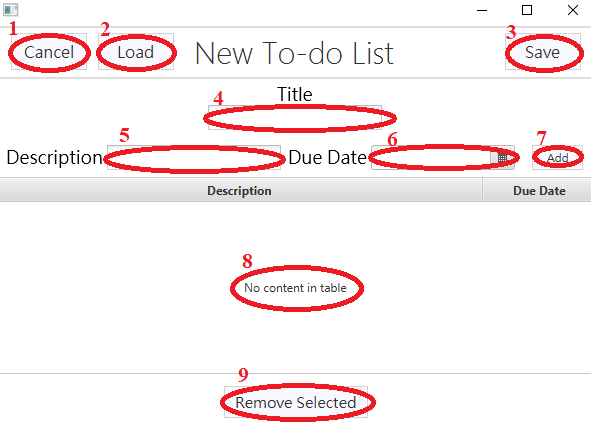 1 2 3
Cancel Load New To-do List Save
Title
4
5 6 7
Description Due Date Add
Description Due Date
8
No content in table
9
Remove Selected